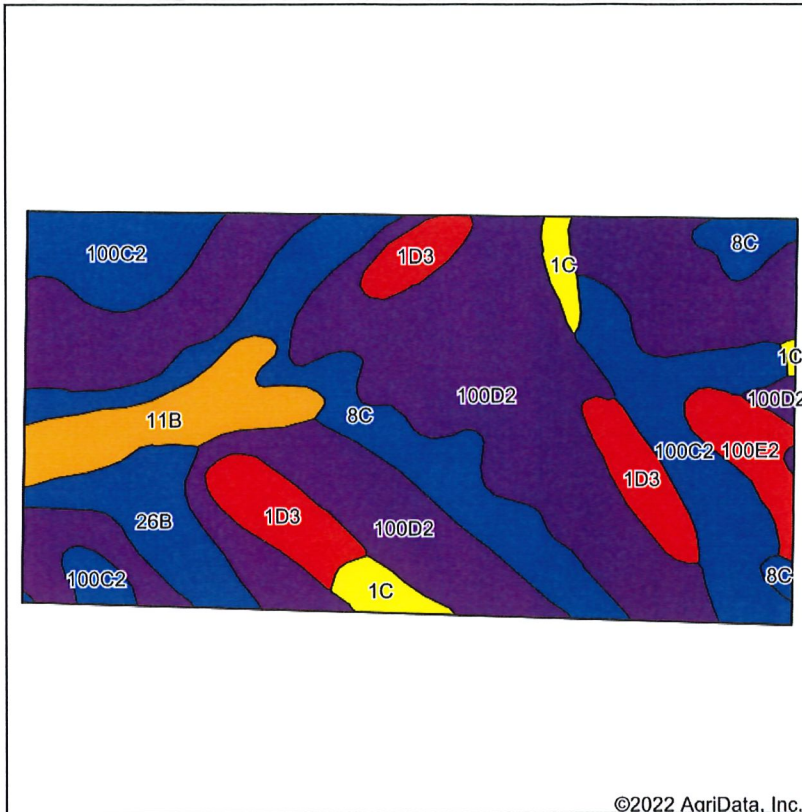 100C2
1D3
8C
1C
1C
100D2
100D2
8C
11B
100C2
100E2
1D3
1D3
26B
100D2
8C
100C2
1C
©2022 AgriData, Inc.